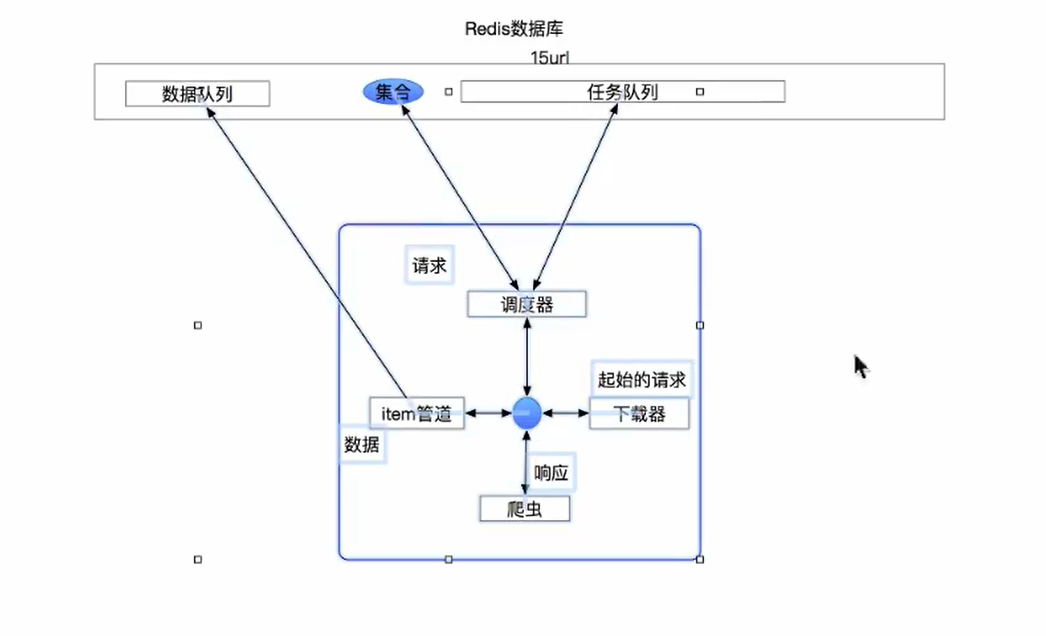 Redis数据库
15url
数据队列
集合
任务队列
请求
调度器
起始的请求
item管道
下载器
数据
响应
爬虫